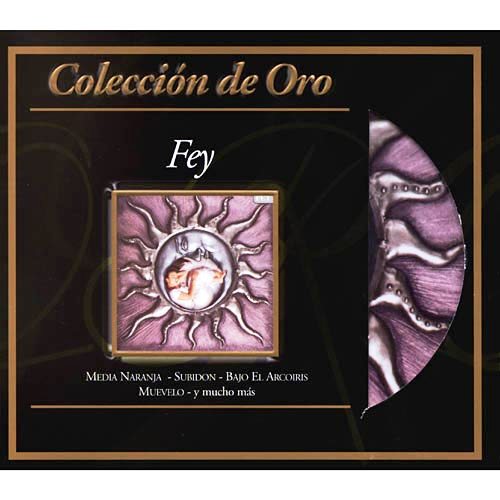 Colección de Oro
Fey
MEDIA NARANJA - SUBIDON - BAJO EL ARCOIRIS
MUEVELO - y mucho más